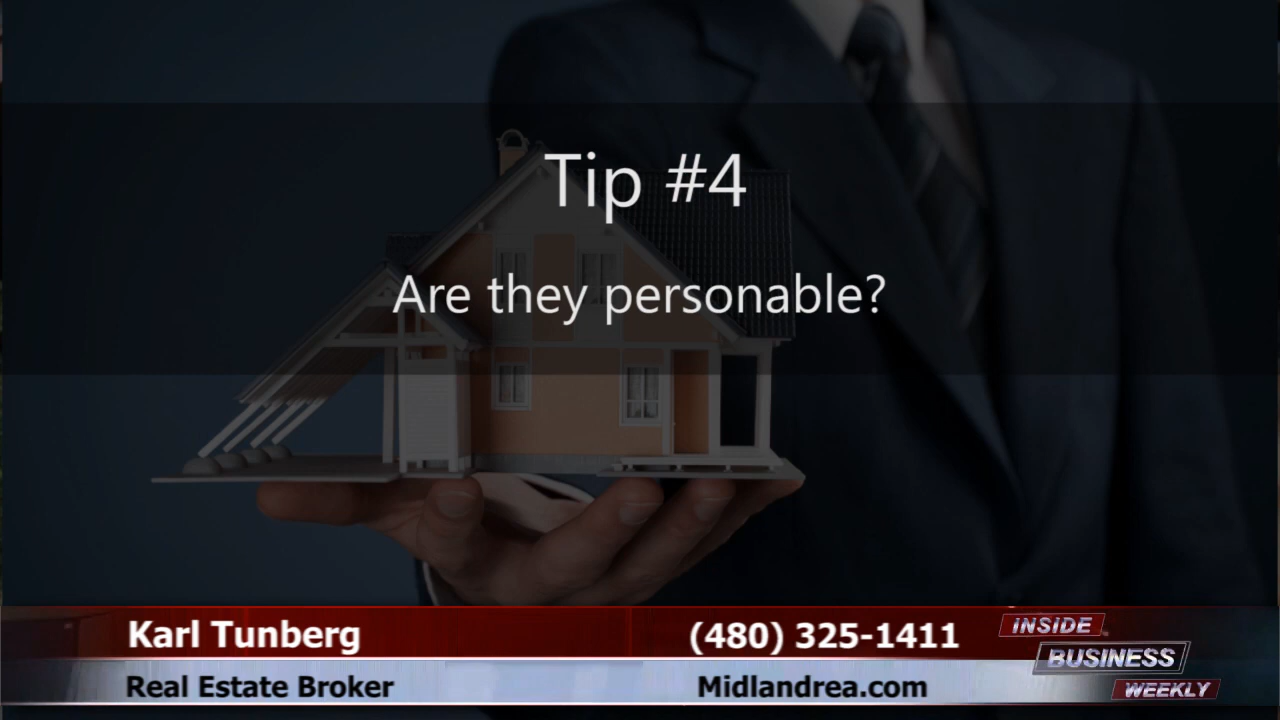 Tip #4
Are they personable?
Karl Tunberg
(480) 325-1411
Real Estate Broker
Midlandrea.com
INSIDE
BUSINESS
WEEKLY